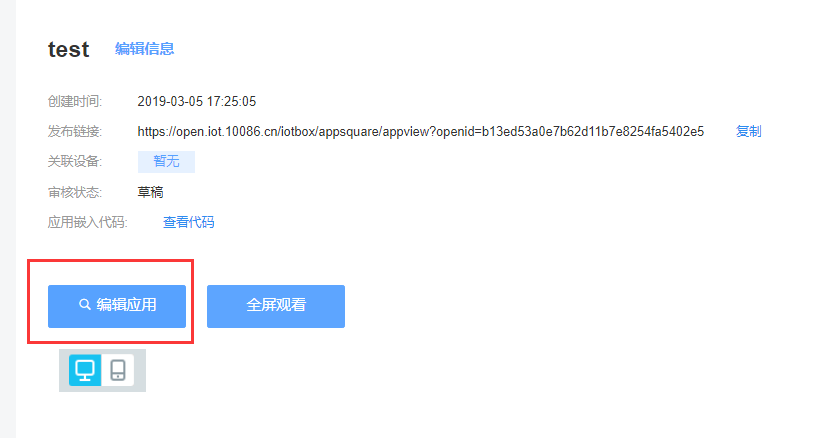 test 编辑信息
创建时间: 2019-03-05 17:25:05
发布链接: https://open.iot.10086.cn/iotbox/appsquare/appview?openid=b13ed53a0e7b62d11b7e8254fa5402e5 复制
关联设备: 暂无
审核状态: 草稿
应用嵌入代码: 查看代码
编辑应用 全屏观看